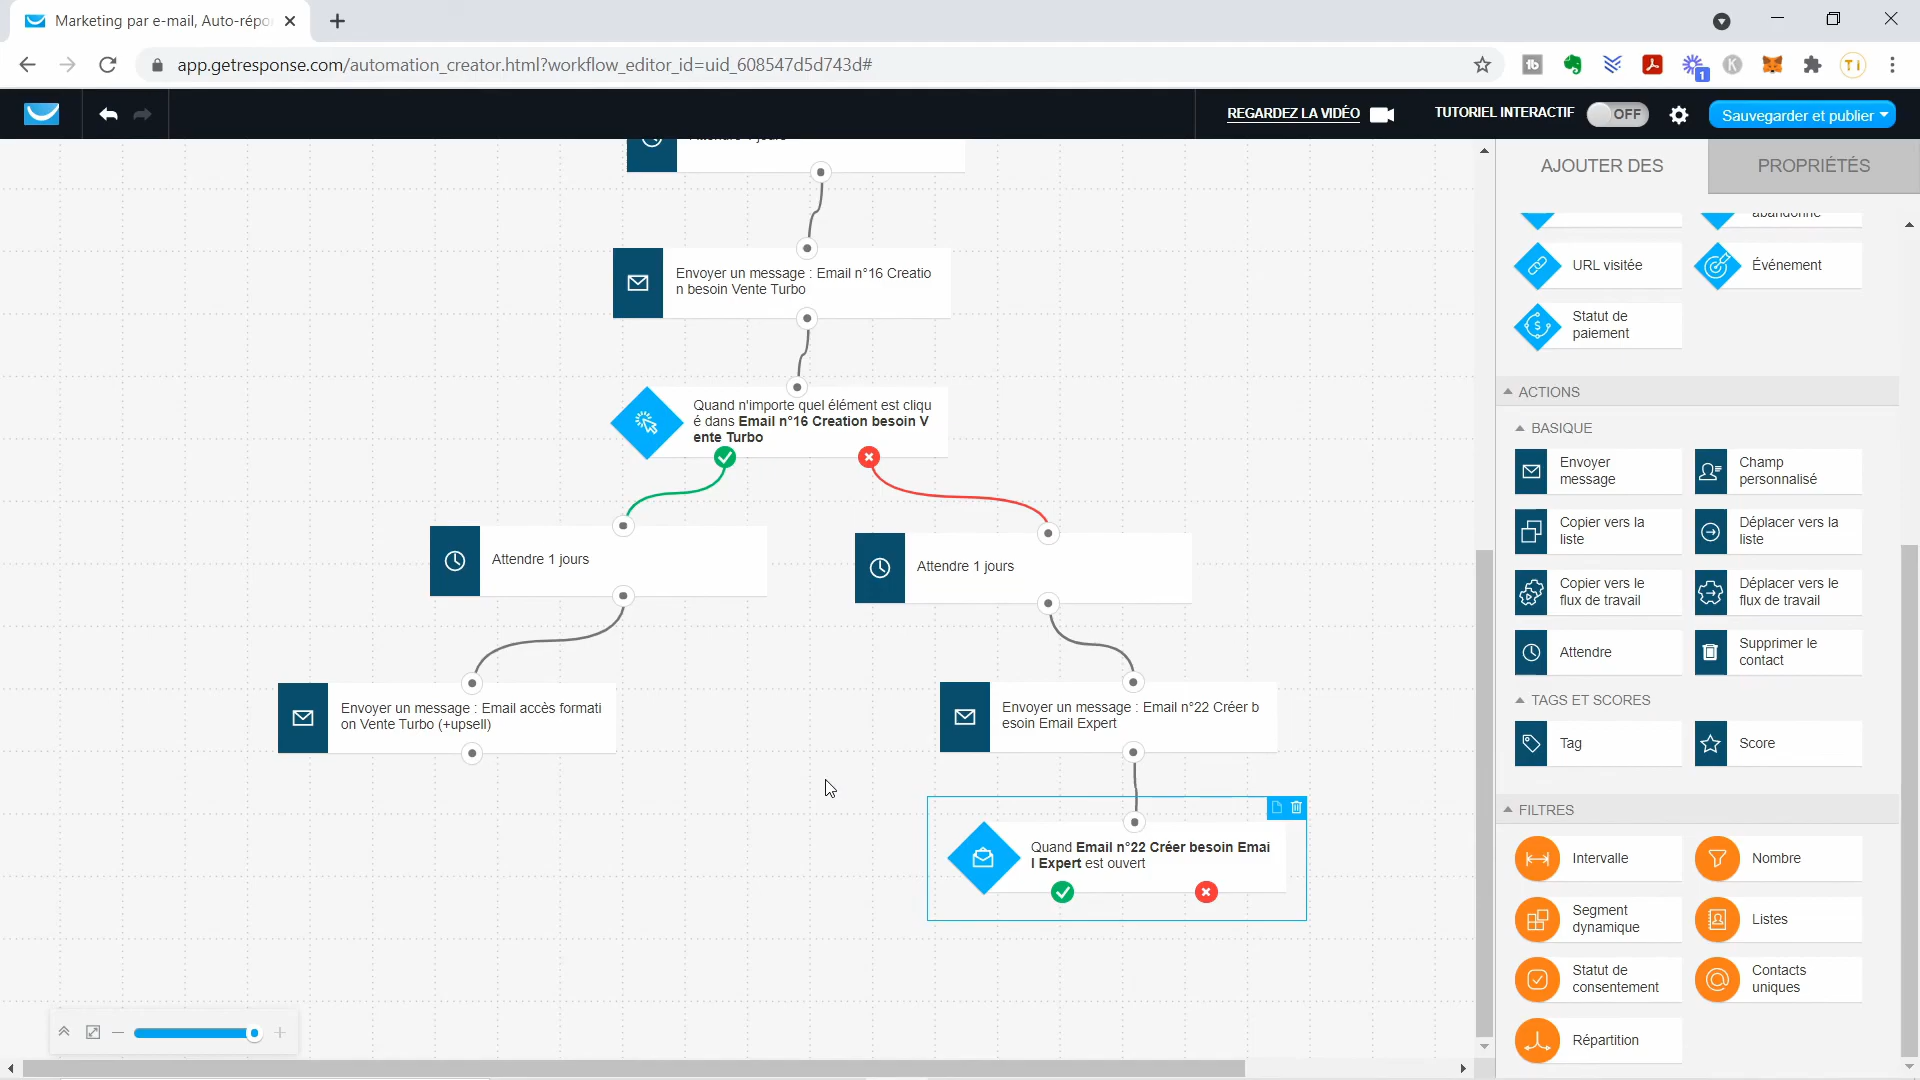 Marketing par e-mail, Auto-répo
app.getresponse.com/automation_creator.html?workflow_editor_id=uid_608547d5d743d#
tb
1
K
TI
REGARDEZ LA VIDÉO
TUTORIEL INTERACTIF
OFF
Sauvegarder et publier
Envoyer un message : Email n°16 Creatio
n besoin Vente Turbo
Quand n'importe quel élément est cliqu
é dans Email n°16 Creation besoin V
ente Turbo
Attendre 1 jours
Attendre 1 jours
Envoyer un message : Email accès formati
on Vente Turbo (+upsell)
Envoyer un message : Email n°22 Créer b
esoin Email Expert
Quand Email n°22 Créer besoin Emai
l Expert est ouvert
AJOUTER DES
PROPRIÉTÉS
abandonné
URL visitée
Événement
Statut de
paiement
ACTIONS
BASIQUE
Envoyer
message
Champ
personnalisé
Copier vers la
liste
Déplacer vers la
liste
Copier vers le
flux de travail
Déplacer vers le
flux de travail
Attendre
Supprimer le
contact
TAGS ET SCORES
Tag
Score
FILTRES
Intervalle
Nombre
Segment
dynamique
Listes
Statut de
consentement
Contacts
uniques
Répartition